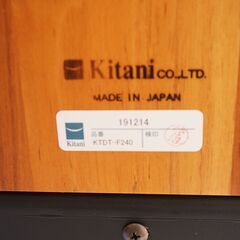 Kitani CO.,LTD.
MADE IN JAPAN
191214
品番 検印
Kitani KTDT-F240